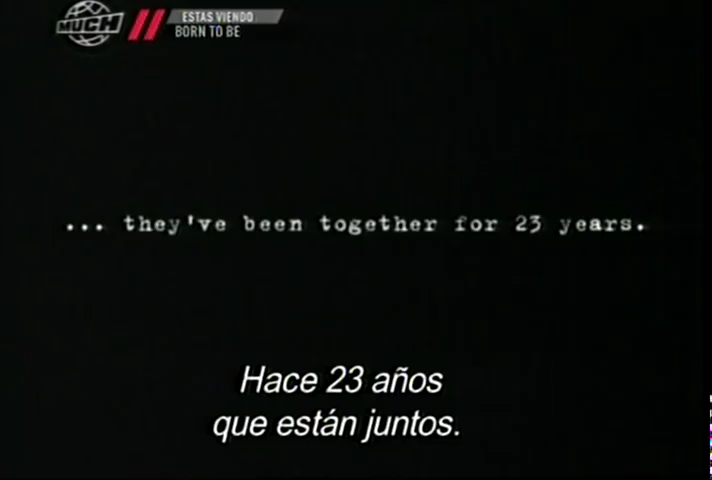 MUCH
ESTAS VIENDO
BORN TO BE
... they've been together for 23 years.
Hace 23 años
que están juntos.